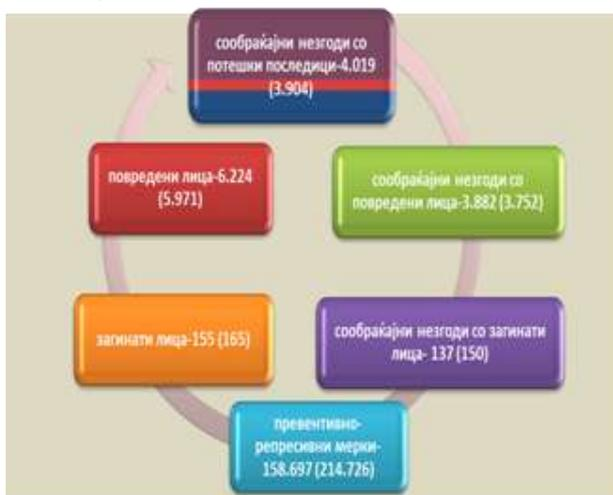 сообраќајни незгоди со
потешки последици-4.019
(3.904)
сообраќајни незгоди со
повредени лица-3.882 (3.752)
сообраќајни незгоди со загинати
лица- 137 (150)
превентивно-
репресивни мерки-
158.697 (214.726)
загинати лица-155 (165)
повредени лица-6.224
(5.971)